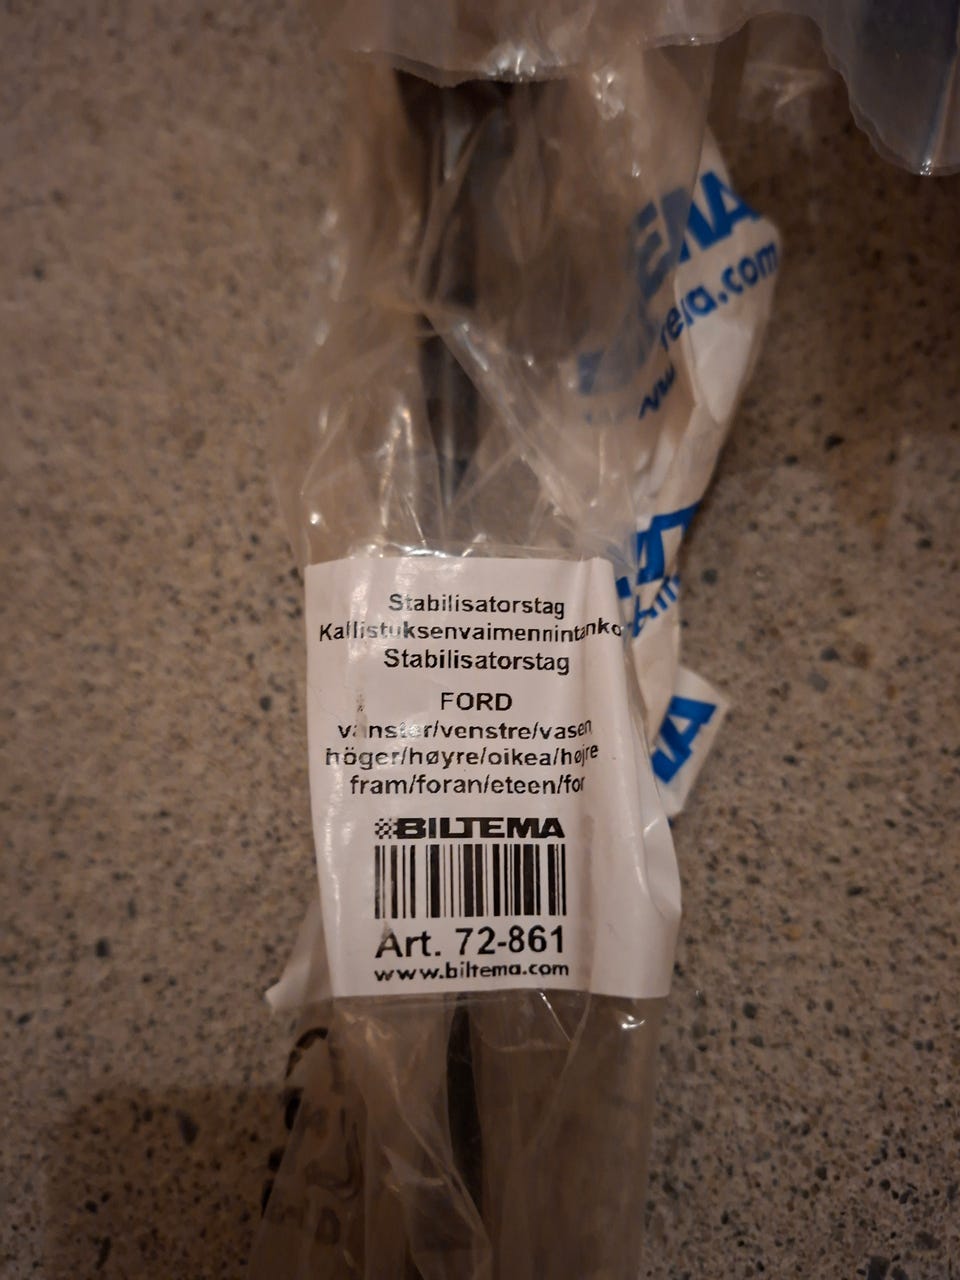 Stabilisatorstag
Kallistuksenvaimennintanko
Stabilisatorstag
FORD
vänster/venstre/vasen
höger/høyre/oikea/højre
fram/foran/eteen/for
BILTEMA
Art. 72-861
www.biltema.com